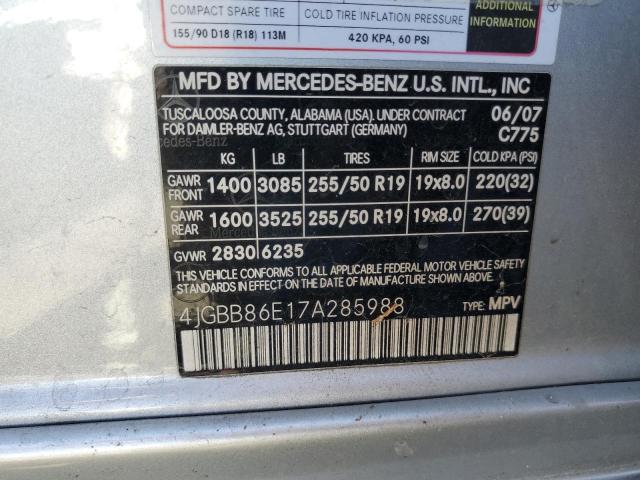 COMPACT SPARE TIRE COLD TIRE INFLATION PRESSURE
155/90 D18 (R18) 113M 420 KPA, 60 PSI
ADDITIONAL
INFORMATION
MFD BY MERCEDES-BENZ U.S. INTL., INC
TUSCALOOSA COUNTY, ALABAMA (USA). UNDER CONTRACT 06/07
FOR DAIMLER-BENZ AG, STUTTGART (GERMANY) C775
KG LB TIRES RIM SIZE COLD KPA (PSI)
GAWR FRONT 1400 3085 255/50 R19 19x8.0 220(32)
GAWR REAR 1600 3525 255/50 R19 19x8.0 270(39)
GVWR 2830 6235
THIS VEHICLE CONFORMS TO ALL APPLICABLE FEDERAL MOTOR VEHICLE SAFETY
STANDARDS IN EFFECT ON THE DATE OF MANUFACTURE SHOWN ABOVE.
4JGBB86E17A285988 TYPE: MPV